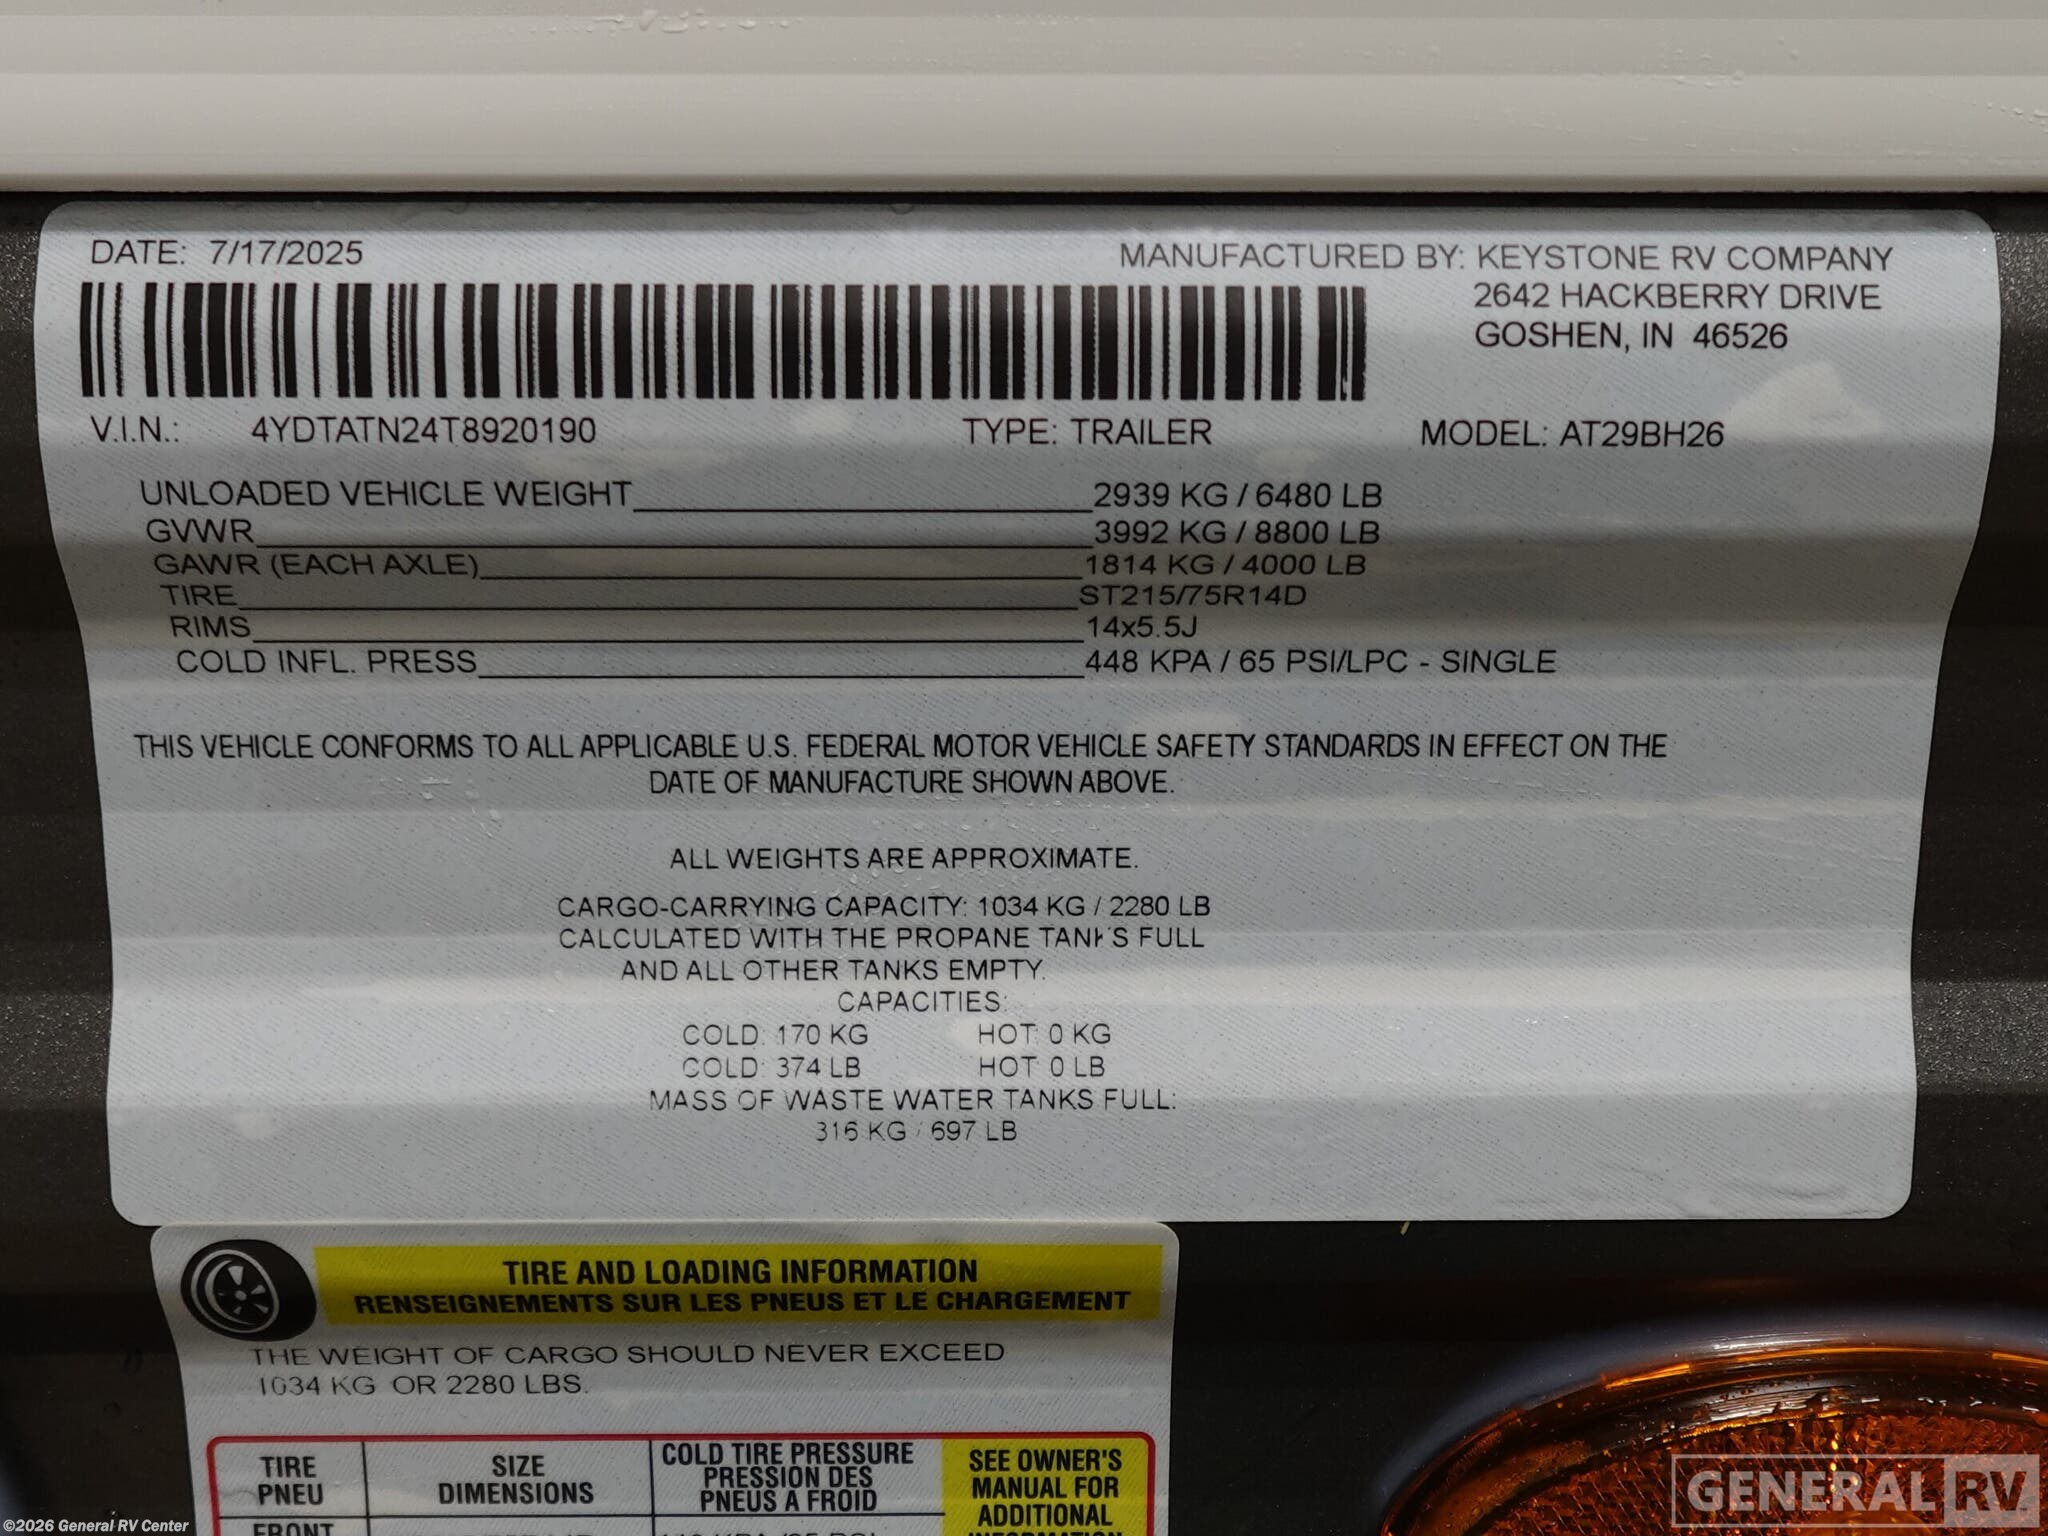 DATE: 7/17/2025
MANUFACTURED BY: KEYSTONE RV COMPANY
2642 HACKBERRY DRIVE
GOSHEN, IN 46526
V.I.N.: 4YDTATN24T8920190 TYPE: TRAILER MODEL: AT29BH26
UNLOADED VEHICLE WEIGHT 2939 KG / 6480 LB
GVWR 3992 KG / 8800 LB
GAWR (EACH AXLE) 1814 KG / 4000 LB
TIRE ST215/75R14D
RIMS 14x5.5J
COLD INFL. PRESS 448 KPA / 65 PSI/LPC - SINGLE
THIS VEHICLE CONFORMS TO ALL APPLICABLE U.S. FEDERAL MOTOR VEHICLE SAFETY STANDARDS IN EFFECT ON THE
DATE OF MANUFACTURE SHOWN ABOVE.
ALL WEIGHTS ARE APPROXIMATE.
CARGO-CARRYING CAPACITY: 1034 KG / 2280 LB
CALCULATED WITH THE PROPANE TANKS FULL
AND ALL OTHER TANKS EMPTY.
CAPACITIES:
COLD: 170 KG HOT: 0 KG
COLD: 374 LB HOT: 0 LB
MASS OF WASTE WATER TANKS FULL:
316 KG / 697 LB
TIRE AND LOADING INFORMATION
RENSEIGNEMENTS SUR LES PNEUS ET LE CHARGEMENT
THE WEIGHT OF CARGO SHOULD NEVER EXCEED
1034 KG OR 2280 LBS.
TIRE
PNEU
SIZE
DIMENSIONS
COLD TIRE PRESSURE
PRESSION DES
PNEUS A FROID
SEE OWNER'S
MANUAL FOR
ADDITIONAL
INFORMATION
FRONT
GENERAL RV
©2026 General RV Center